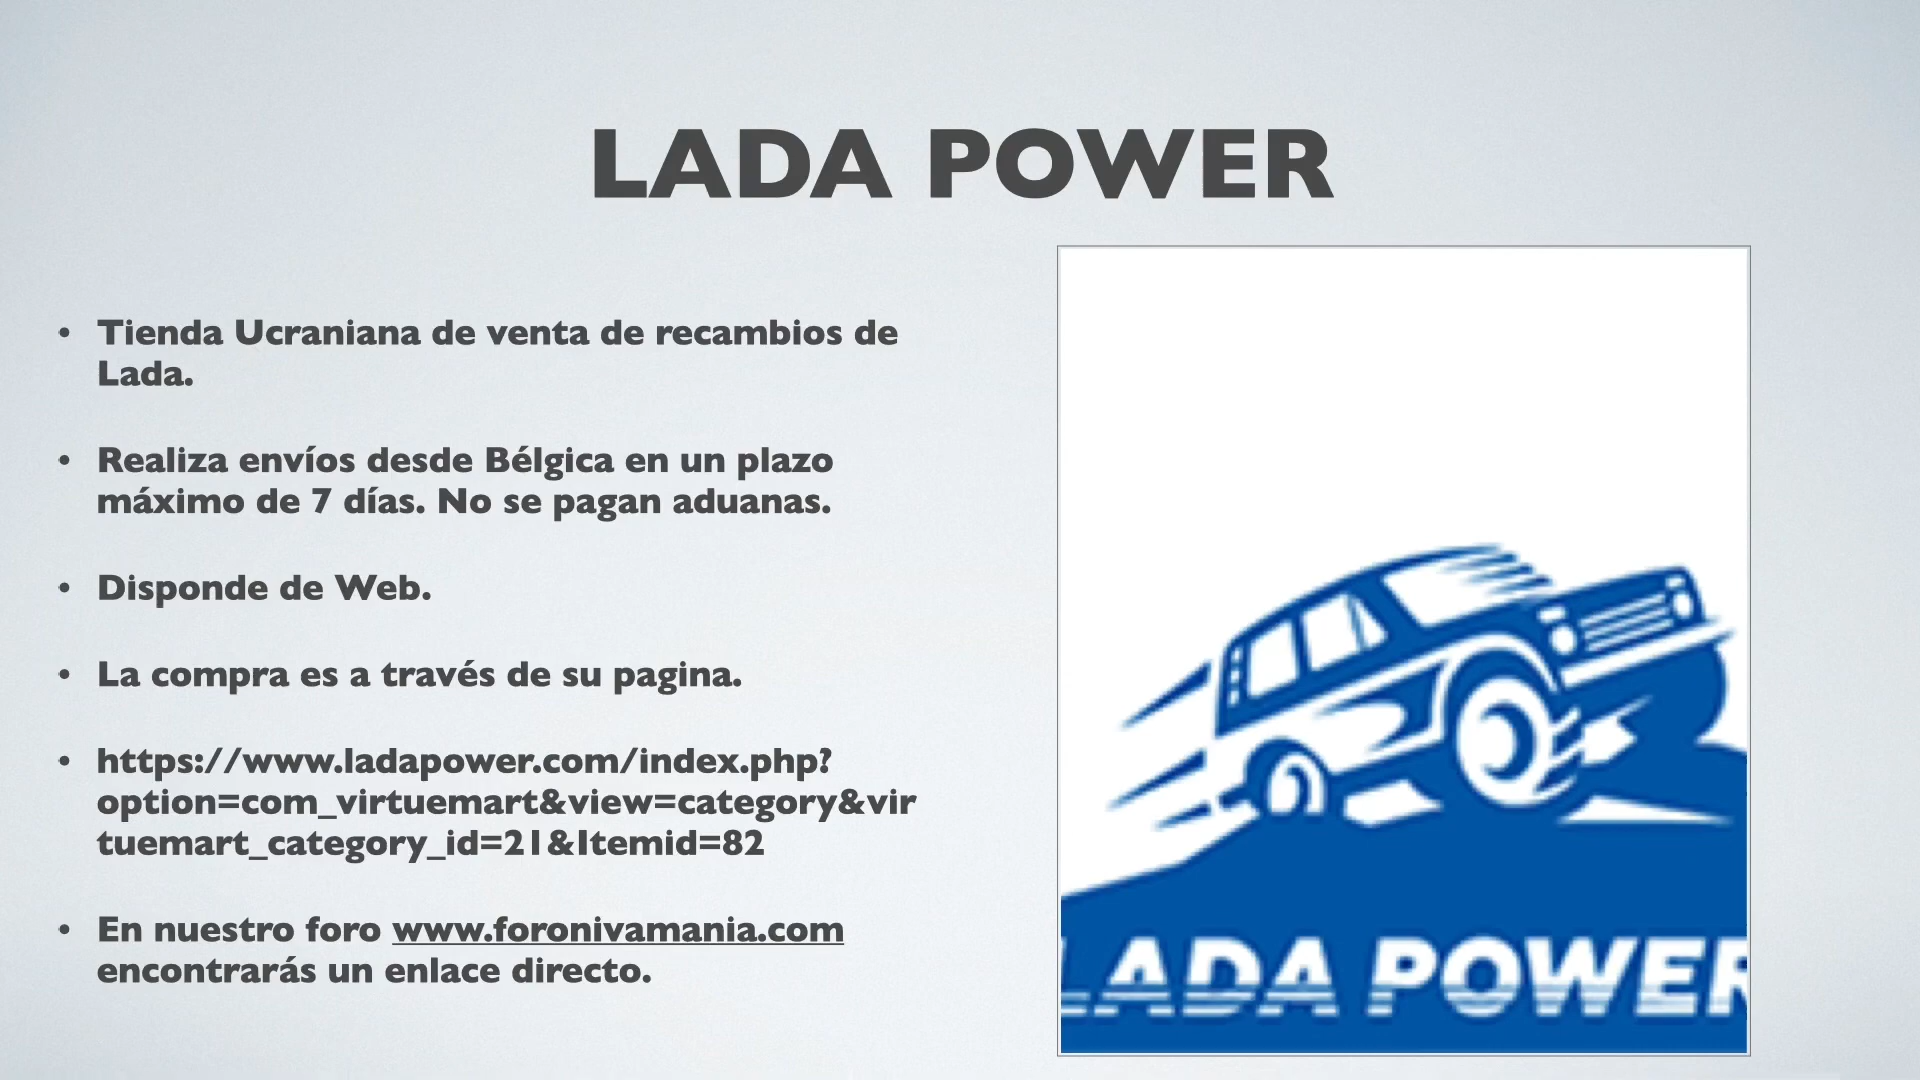 LADA POWER
• Tienda Ucraniana de venta de recambios de
Lada.
• Realiza envíos desde Bélgica en un plazo
máximo de 7 días. No se pagan aduanas.
• Disponde de Web.
• La compra es a través de su pagina.
• https://www.ladapower.com/index.php?
option=com_virtuemart&view=category&vir
tuemart_category_id=21&Itemid=82
• En nuestro foro www.foronivamania.com
encontrarás un enlace directo.
LADA POWER